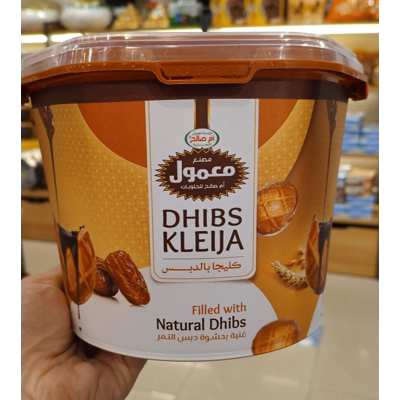 أم صالح
مصنع
معمول
أم صالح للحلويات
DHIBS
KLEIJA
كليجا بالدبس
Filled with
Natural Dhibs
غنية بحشوة دبس التمر